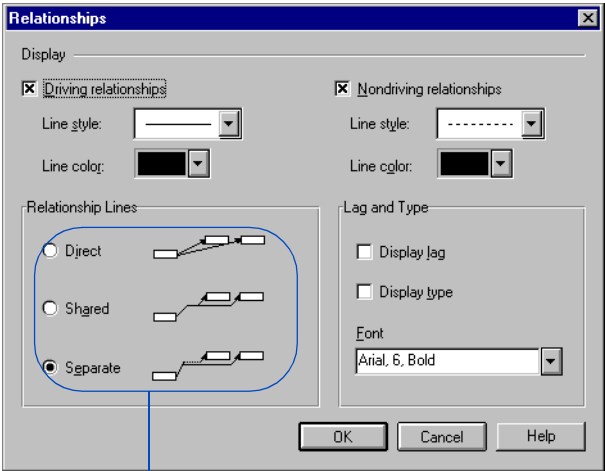 Relationships
Display
Driving relationships
Nondriving relationships
Line style:
Line style:
Line color:
Line color:
Relationship Lines
Lag and Type
Direct
Display lag
Shared
Display type
Font
Separate
Arial, 6, Bold
OK
Cancel
Help